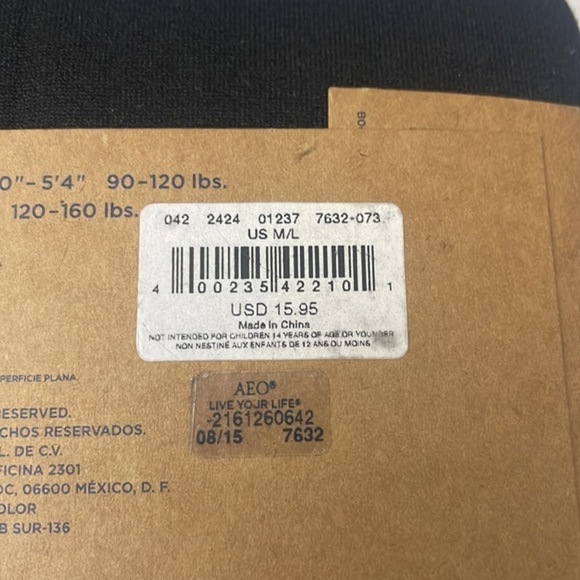 BO
0"– 5'4" 90–120 lbs.
120–160 lbs.
042 2424 01237 7632-073
US M/L
4 00235 42210 1
USD 15.95
Made in China
NOT INTENDED FOR CHILDREN 14 YEARS OF AGE OR YOUNGER
NON NESTINÉ AUX ENFANTS DE 12 ANS OU MOINS
PERFICIE PLANA.
AEO®
LIVE YOUR LIFE®
-2161260642
08/15 7632
ESERVED.
CHOS RESERVADOS.
L. DE C.V.
FICINA 2301
OC, 06600 MÉXICO, D. F.
OLOR
B SUR-136